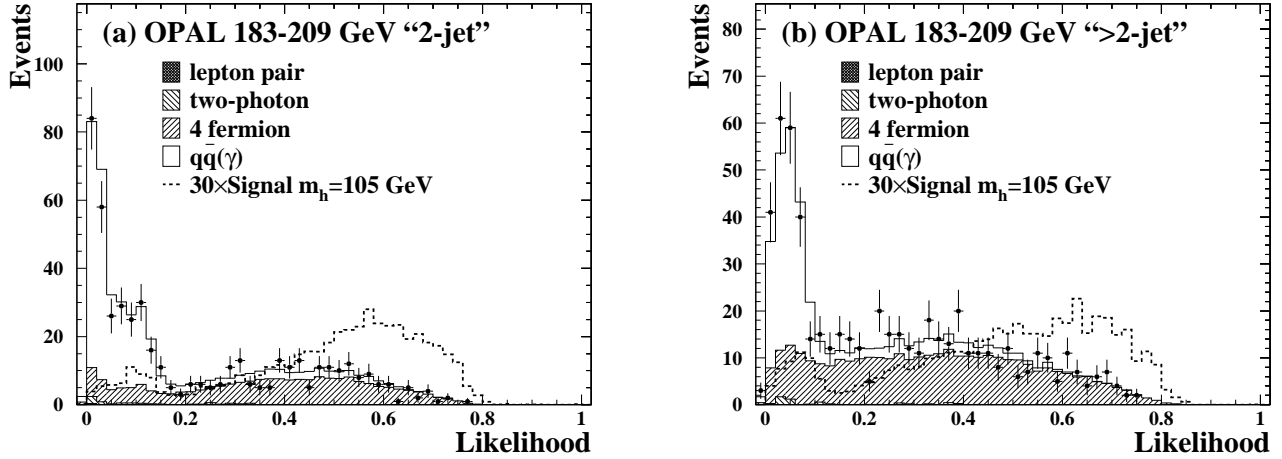 (a) OPAL 183-209 GeV “2-jet”
Events
lepton pair
two-photon
4 fermion
qq̄(γ)
30×Signal m_h=105 GeV
100
80
60
40
20
0
0 0.2 0.4 0.6 0.8 1
Likelihood
(b) OPAL 183-209 GeV “>2-jet”
Events
lepton pair
two-photon
4 fermion
qq̄(γ)
30×Signal m_h=105 GeV
80
70
60
50
40
30
20
10
0
0 0.2 0.4 0.6 0.8 1
Likelihood